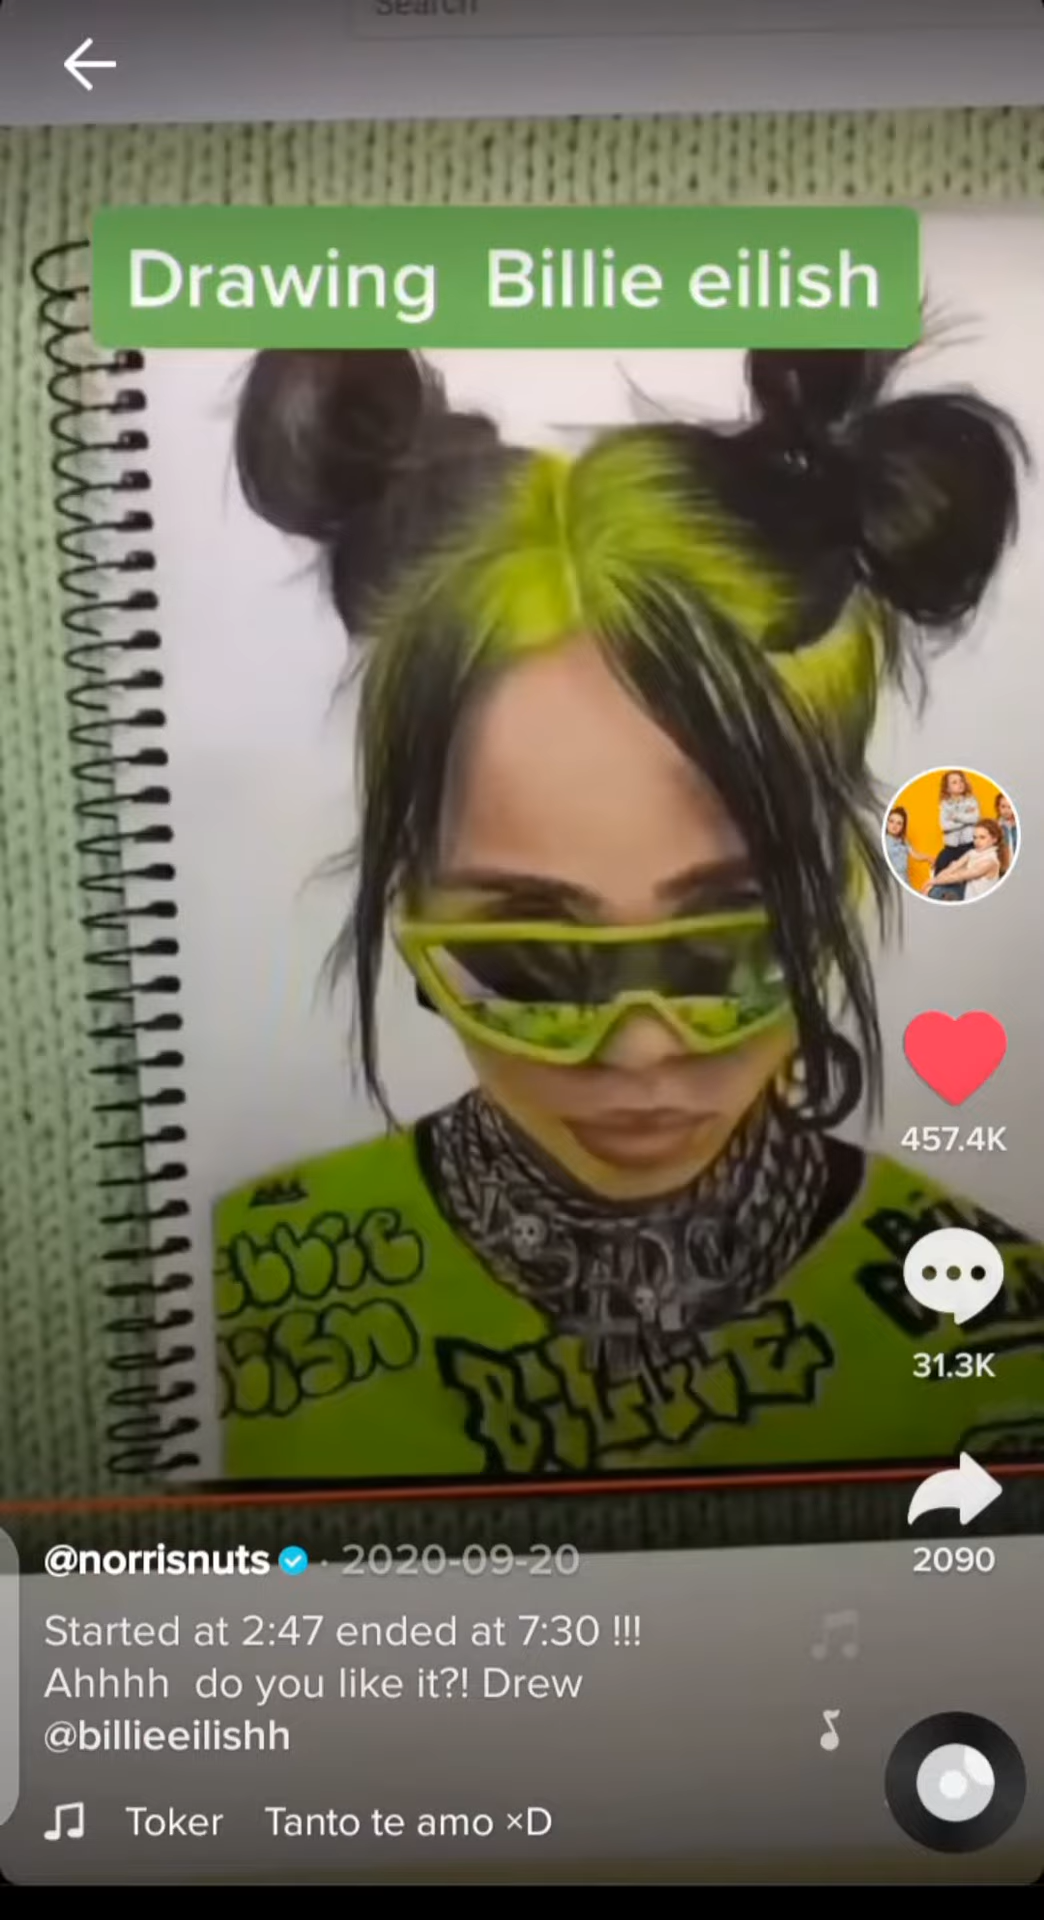 Search
Drawing Billie eilish
BILLIE
@norrisnuts · 2020-09-20
457.4K
31.3K
2090
Started at 2:47 ended at 7:30 !!!
Ahhhh do you like it?! Drew
@billieeilishh
Toker Tanto te amo ×D